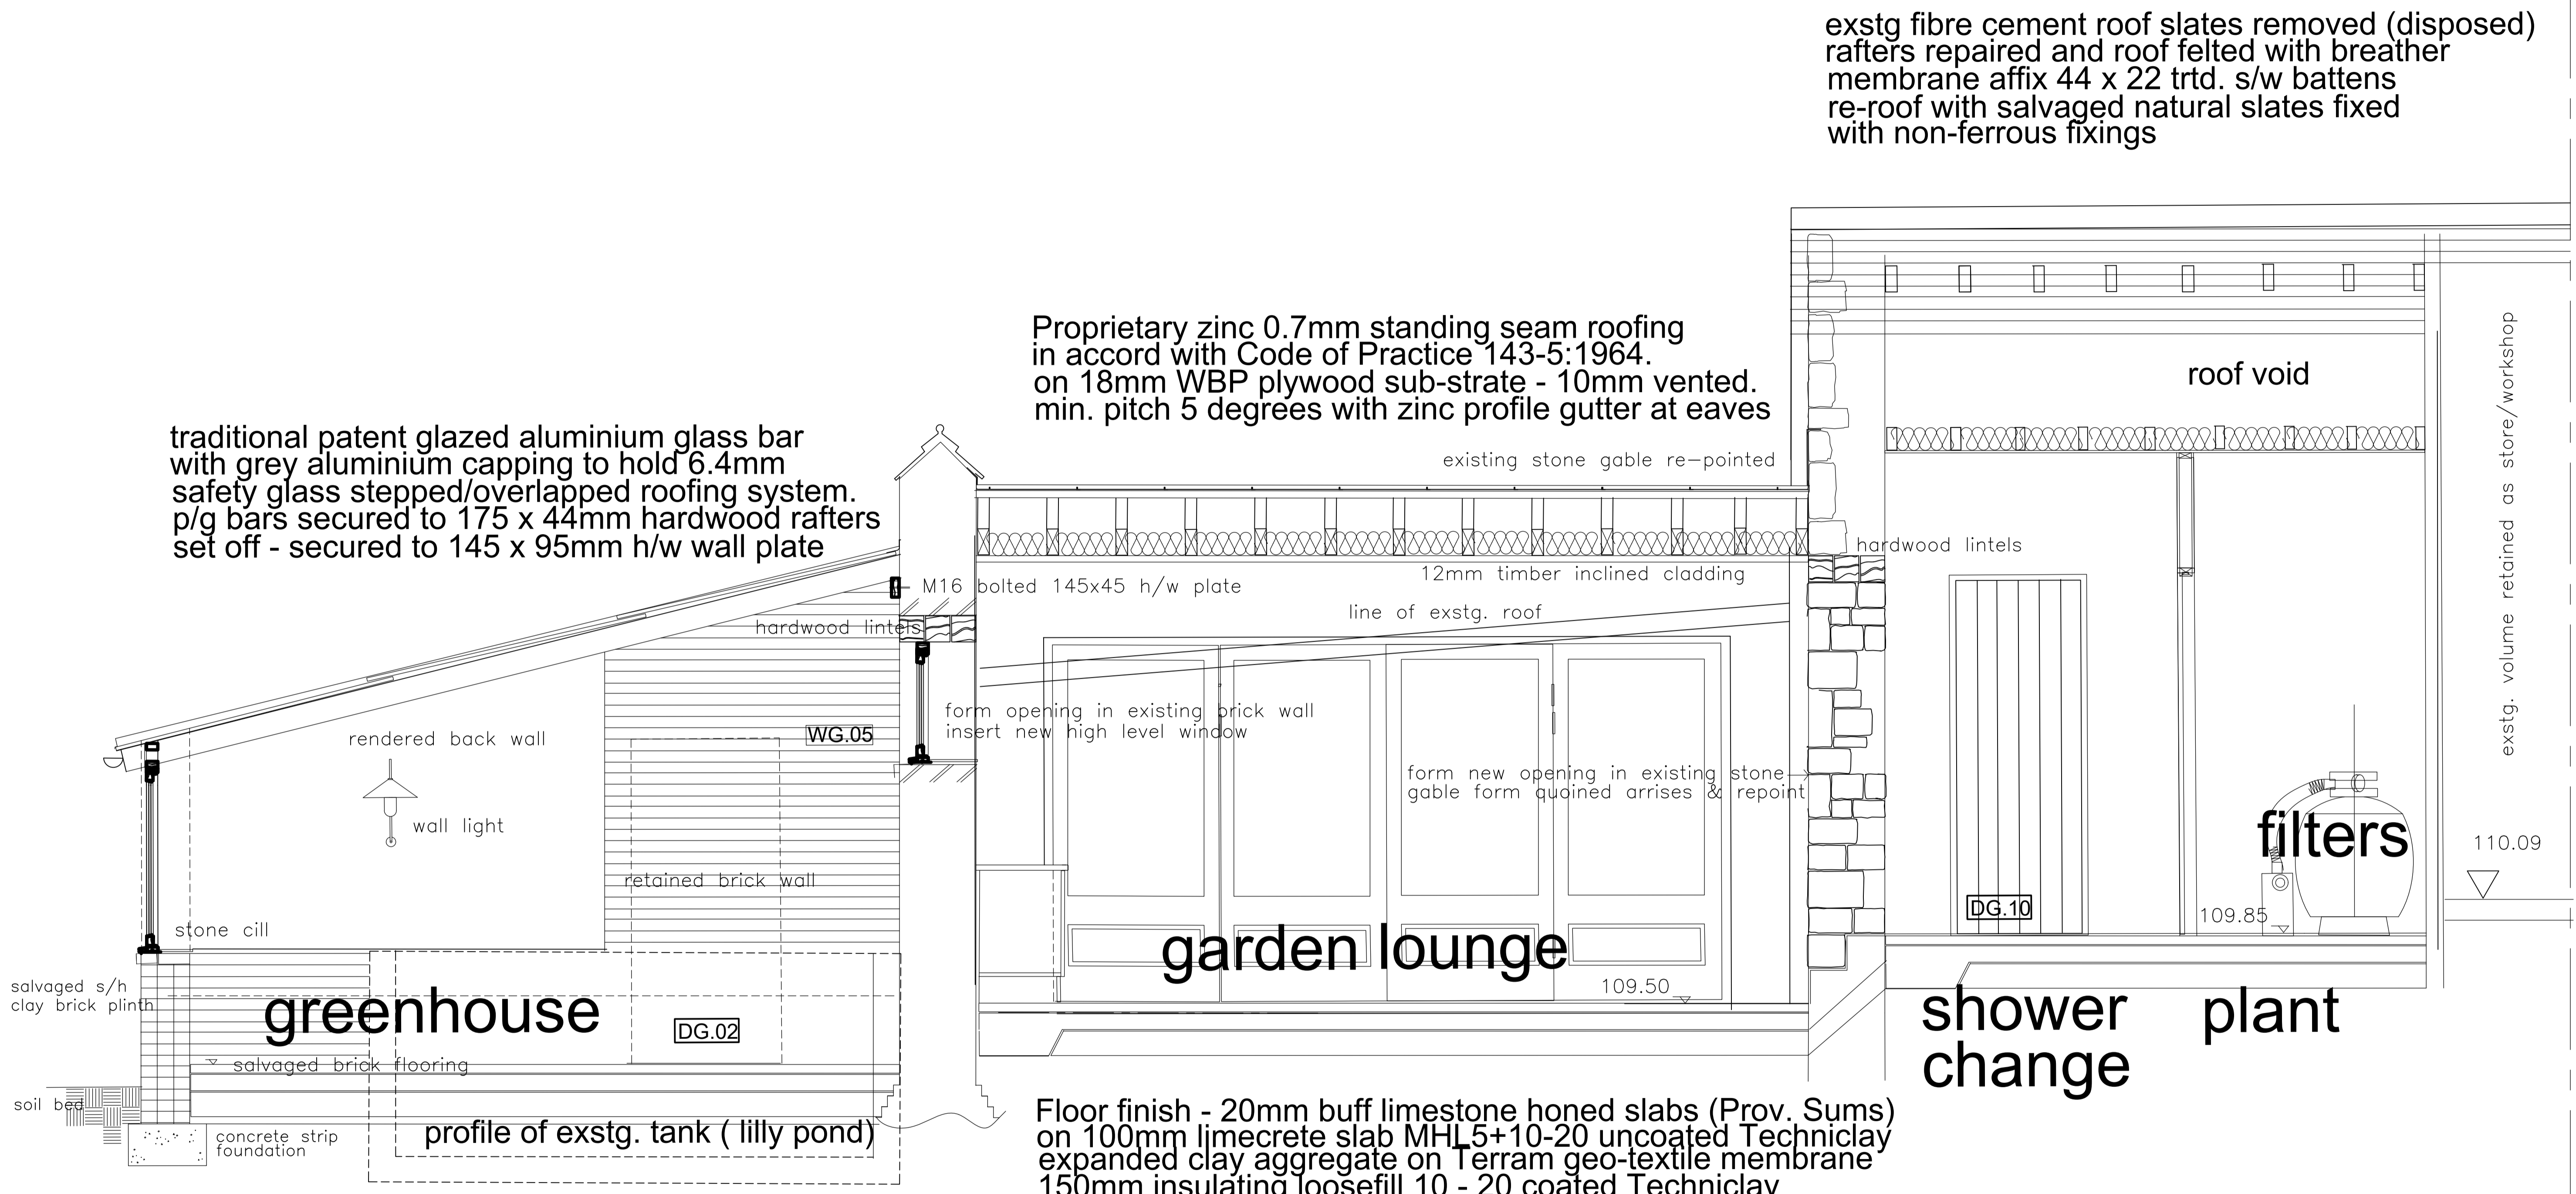 exstg fibre cement roof slates removed (disposed)
rafters repaired and roof felted with breather
membrane affix 44 x 22 trtd. s/w battens
re-roof with salvaged natural slates fixed
with non-ferrous fixings
Proprietary zinc 0.7mm standing seam roofing
in accord with Code of Practice 143-5:1964.
on 18mm WBP plywood sub-strate - 10mm vented.
min. pitch 5 degrees with zinc profile gutter at eaves
traditional patent glazed aluminium glass bar
with grey aluminium capping to hold 6.4mm
safety glass stepped/overlapped roofing system.
p/g bars secured to 175 x 44mm hardwood rafters
set off - secured to 145 x 95mm h/w wall plate
existing stone gable re-pointed
roof void
exstg. volume retained as store/workshop
hardwood lintels
12mm timber inclined cladding
M16 bolted 145x45 h/w plate
line of exstg. roof
hardwood lintels
form opening in existing brick wall
insert new high level window
WG.05
rendered back wall
form new opening in existing stone
gable form quoined arrises & repoint
wall light
filters
110.09
retained brick wall
DG.10
109.85
stone cill
garden lounge
109.50
salvaged s/h
clay brick plinth
greenhouse
DG.02
shower
change
plant
salvaged brick flooring
soil bed
concrete strip
foundation
profile of exstg. tank ( lilly pond)
Floor finish - 20mm buff limestone honed slabs (Prov. Sums)
on 100mm limecrete slab MHL5+10-20 uncoated Techniclay
expanded clay aggregate on Terram geo-textile membrane
150mm insulating loosefill 10 - 20 coated Techniclay